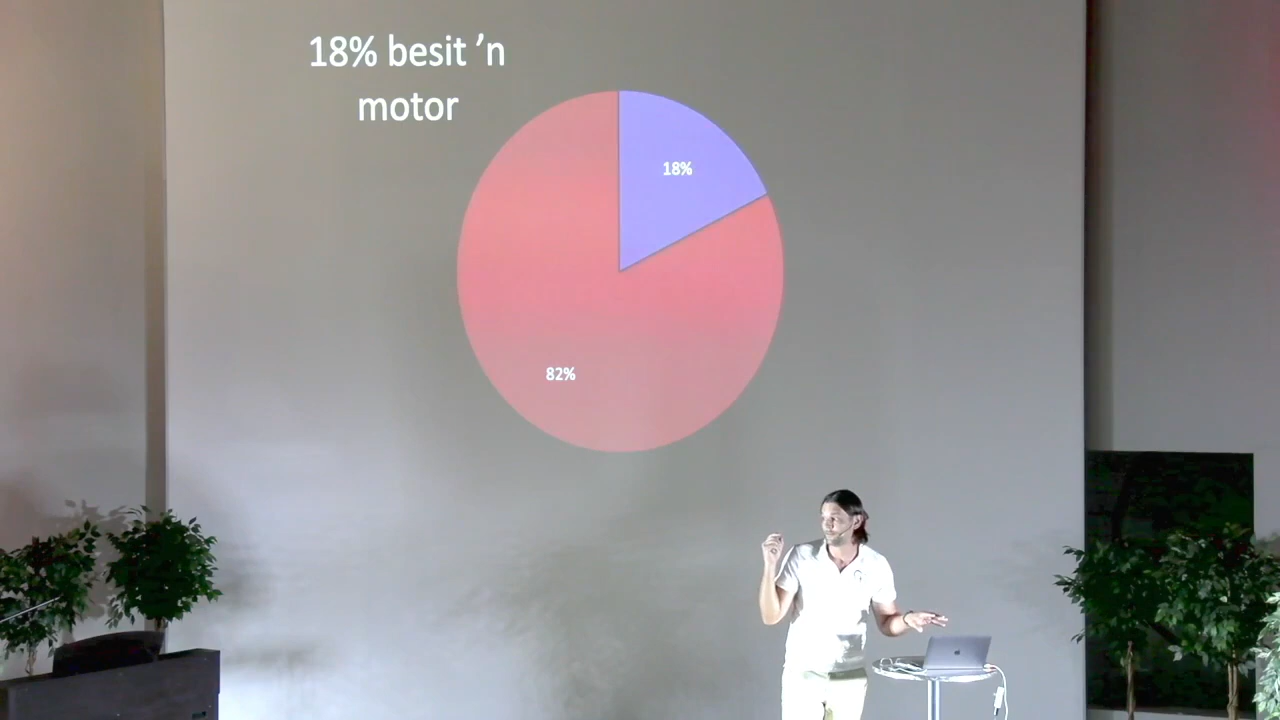 18% besit ’n
motor
18%
82%